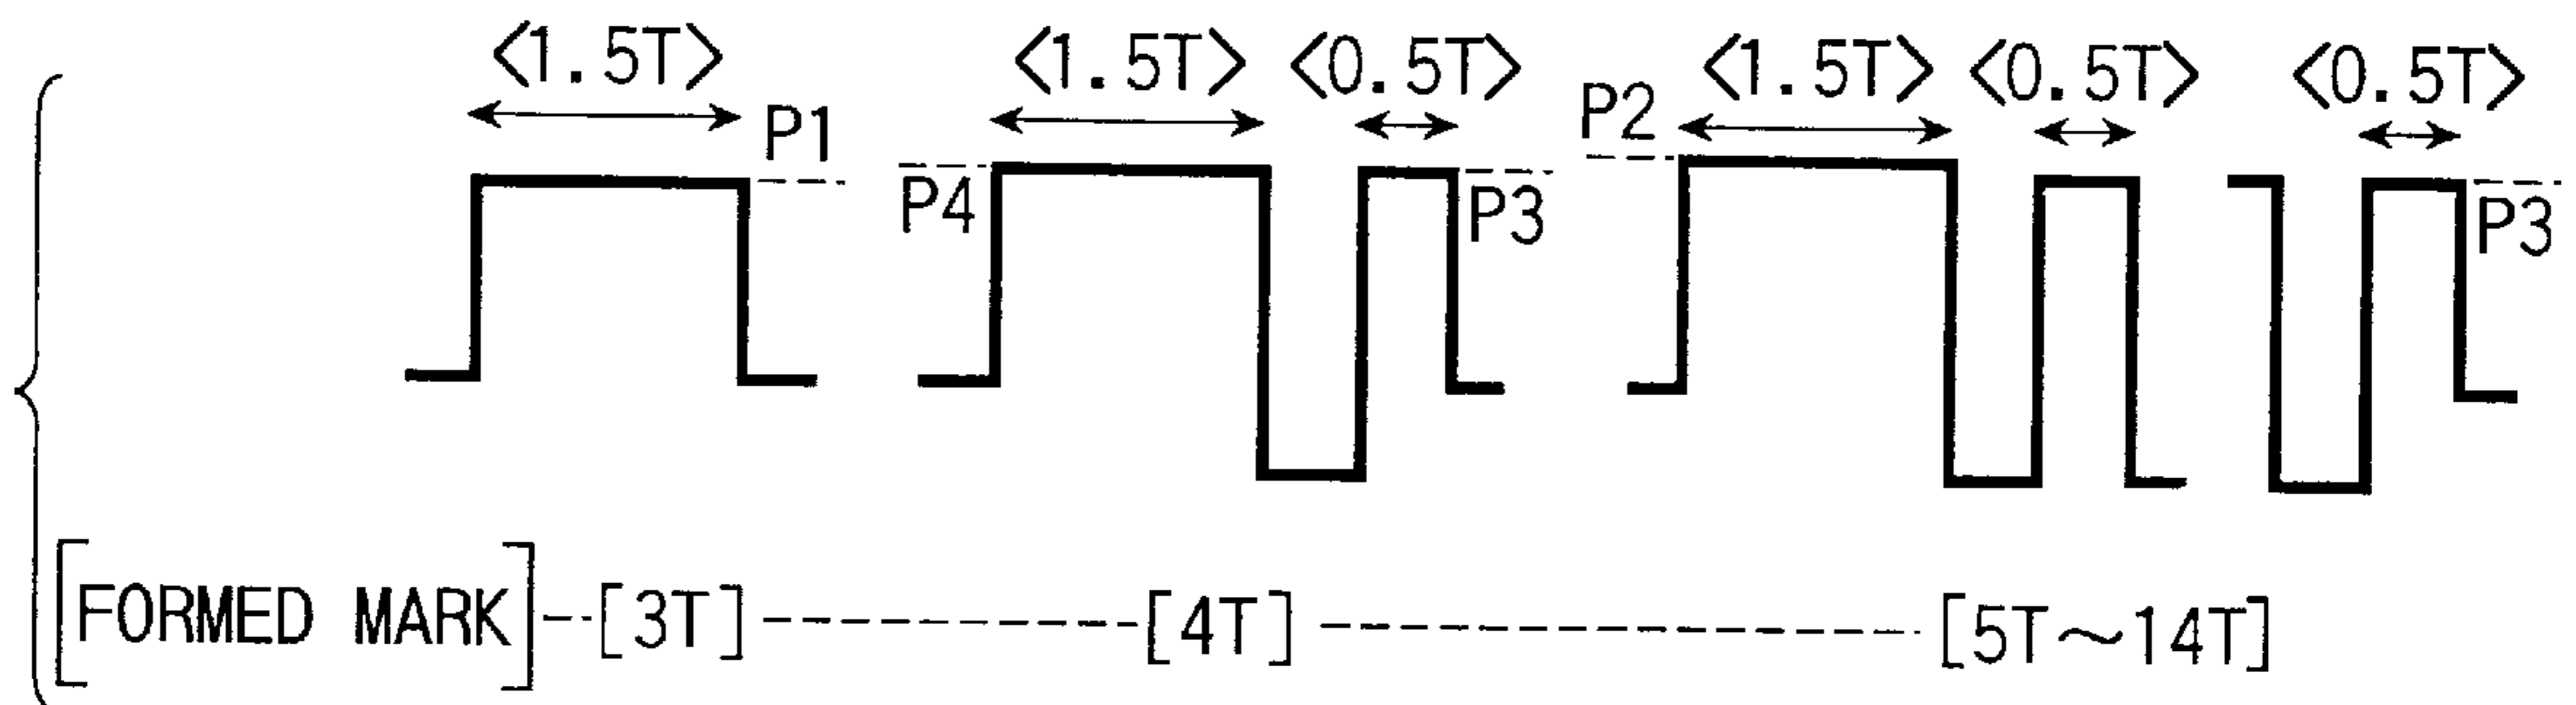 <1.5T> <1.5T> <0.5T> <1.5T> <0.5T> <0.5T>
P1 P4 P3 P2 P3
[FORMED MARK] [3T] [4T] [5T~14T]